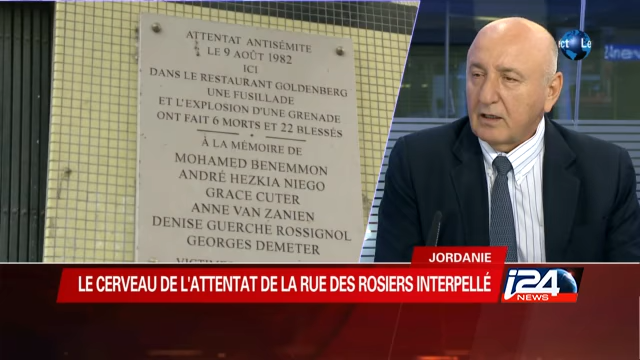 ATTENTAT ANTISÉMITE
LE 9 AOÛT 1982
ICI
DANS LE RESTAURANT GOLDENBERG
UNE FUSILLADE
ET L'EXPLOSION D'UNE GRENADE
ONT FAIT 6 MORTS ET 22 BLESSÉS
À LA MÉMOIRE DE
MOHAMED BENEMMON
ANDRÉ HEZKIA NIEGO
GRACE CUTER
ANNE VAN ZANIEN
DENISE GUERCHE ROSSIGNOL
GEORGES DEMETER
JORDANIE
LE CERVEAU DE L'ATTENTAT DE LA RUE DES ROSIERS INTERPELLÉ
i24
NEWS